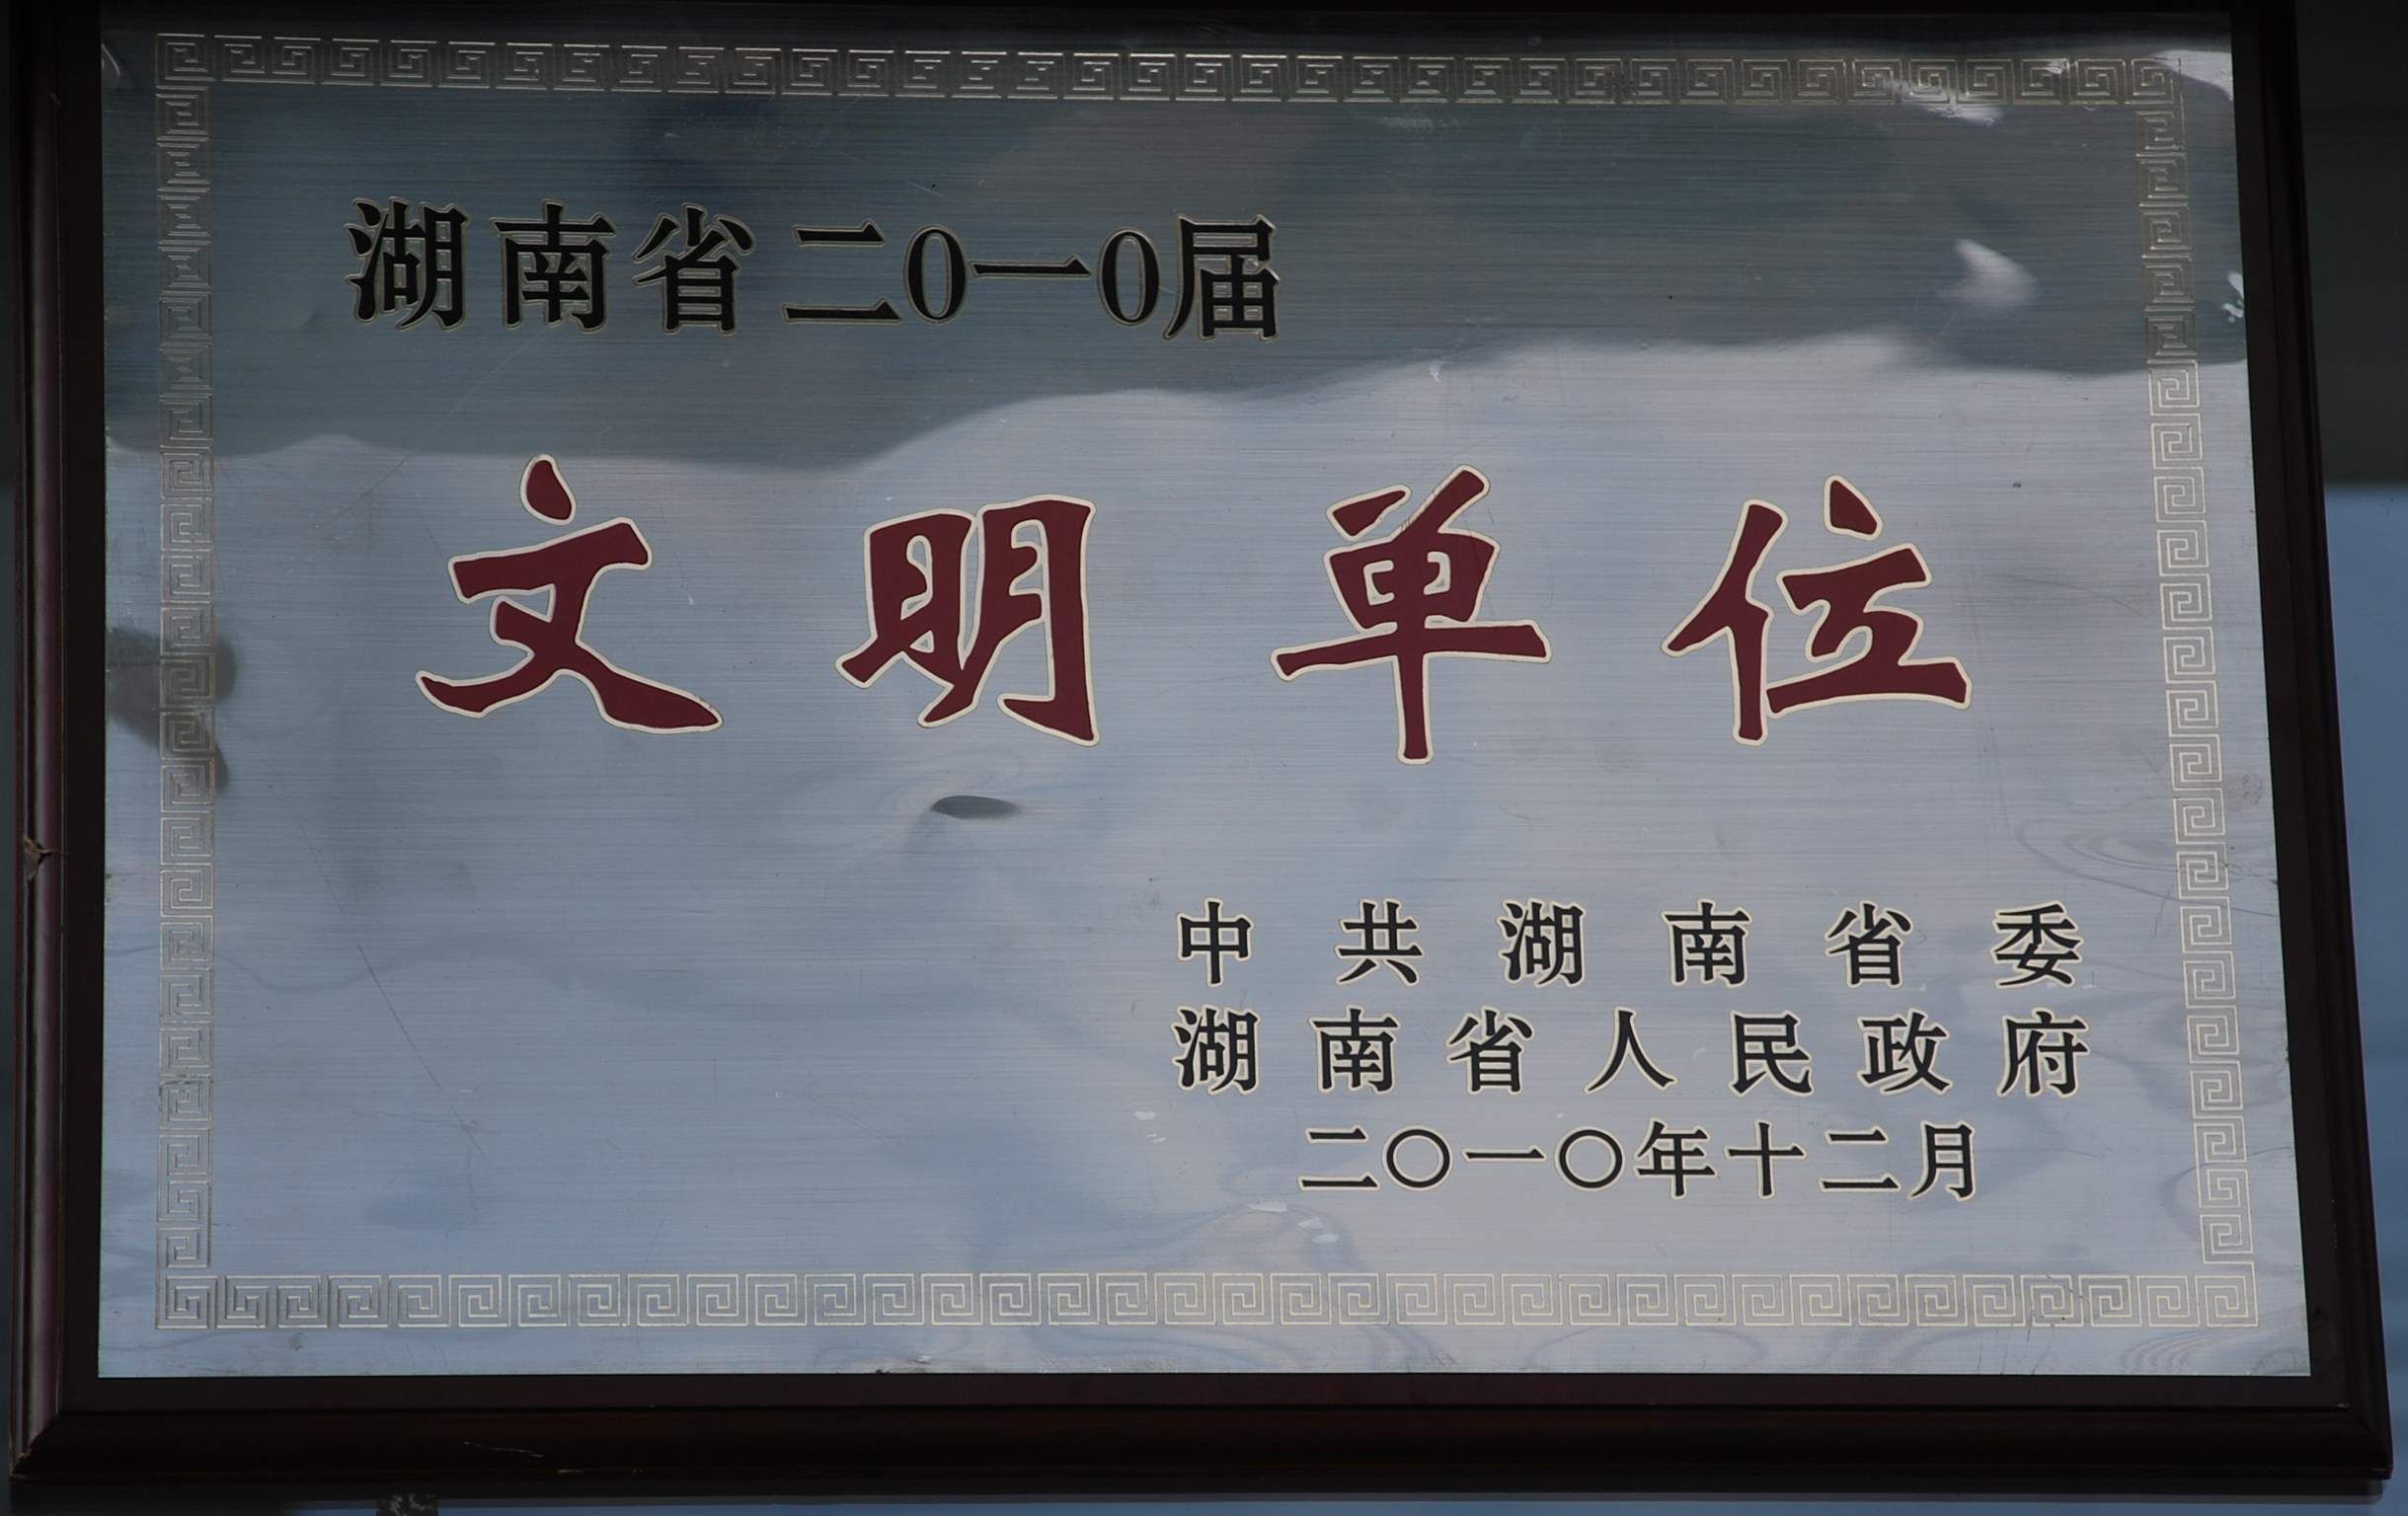 湖南省二0一0届
文明单位
中共湖南省委
湖南省人民政府
二〇一〇年十二月